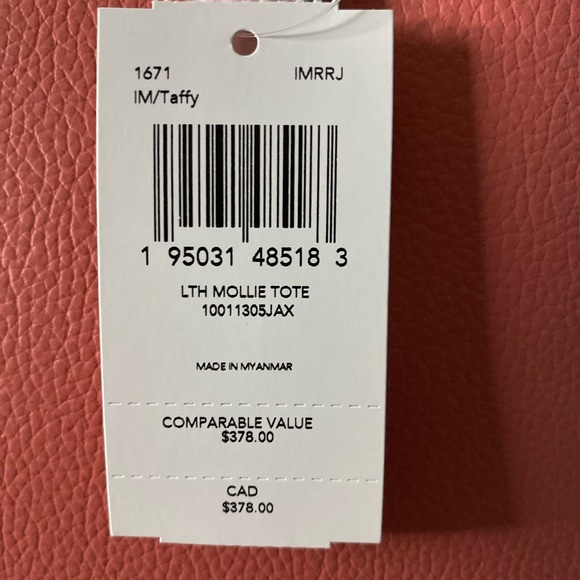 1671 IMRRJ
IM/Taffy
1 95031 48518 3
LTH MOLLIE TOTE
10011305JAX
MADE IN MYANMAR
COMPARABLE VALUE
$378.00
CAD
$378.00